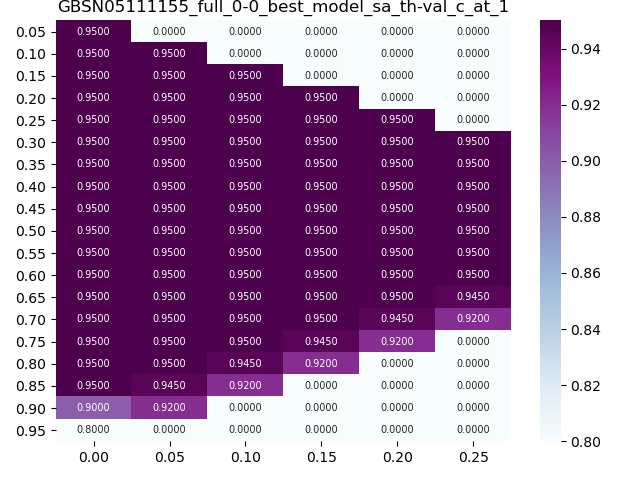 GBSN05111155_full_0-0_best_model_sa_th-val_c_at_1
0.05 0.9500 0.0000 0.0000 0.0000 0.0000 0.0000
0.10 0.9500 0.9500 0.0000 0.0000 0.0000 0.0000
0.15 0.9500 0.9500 0.9500 0.0000 0.0000 0.0000
0.20 0.9500 0.9500 0.9500 0.9500 0.0000 0.0000
0.25 0.9500 0.9500 0.9500 0.9500 0.9500 0.0000
0.30 0.9500 0.9500 0.9500 0.9500 0.9500 0.9500
0.35 0.9500 0.9500 0.9500 0.9500 0.9500 0.9500
0.40 0.9500 0.9500 0.9500 0.9500 0.9500 0.9500
0.45 0.9500 0.9500 0.9500 0.9500 0.9500 0.9500
0.50 0.9500 0.9500 0.9500 0.9500 0.9500 0.9500
0.55 0.9500 0.9500 0.9500 0.9500 0.9500 0.9500
0.60 0.9500 0.9500 0.9500 0.9500 0.9500 0.9500
0.65 0.9500 0.9500 0.9500 0.9500 0.9500 0.9450
0.70 0.9500 0.9500 0.9500 0.9500 0.9450 0.9200
0.75 0.9500 0.9500 0.9500 0.9450 0.9200 0.0000
0.80 0.9500 0.9500 0.9450 0.9200 0.0000 0.0000
0.85 0.9500 0.9450 0.9200 0.0000 0.0000 0.0000
0.90 0.9000 0.9200 0.0000 0.0000 0.0000 0.0000
0.95 0.8000 0.0000 0.0000 0.0000 0.0000 0.0000
0.00 0.05 0.10 0.15 0.20 0.25
0.94
0.92
0.90
0.88
0.86
0.84
0.82
0.80